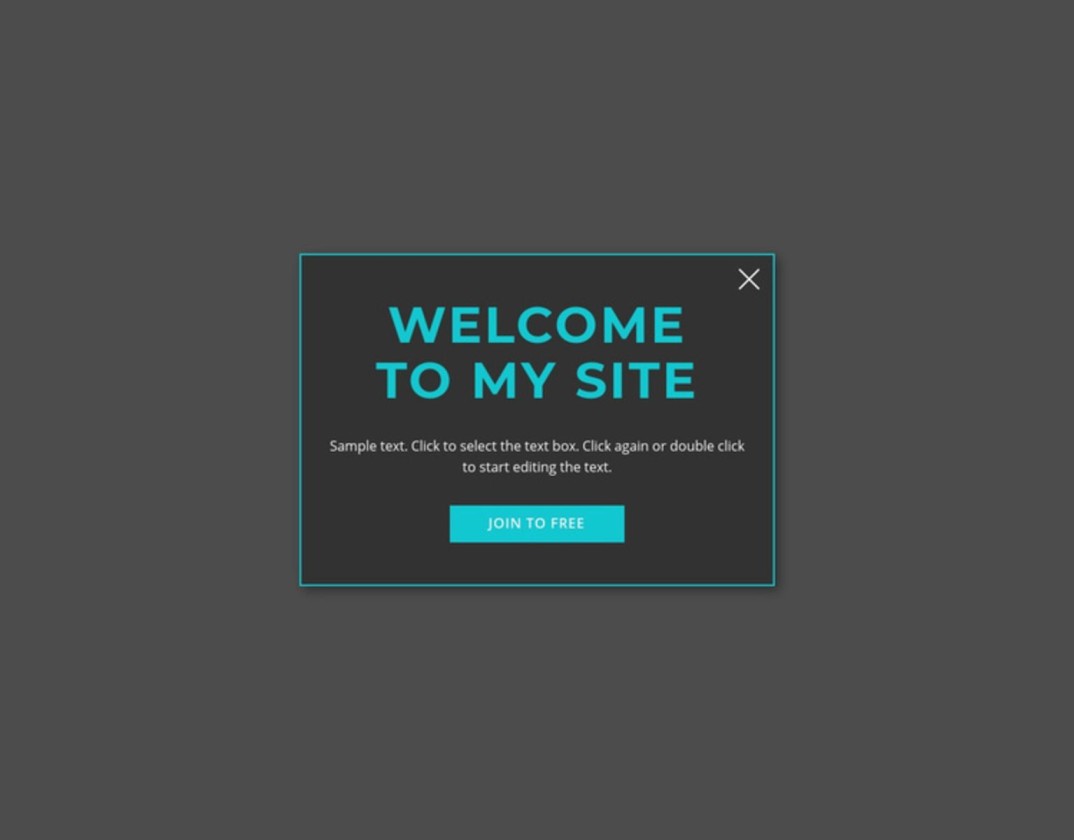 WELCOME
TO MY SITE
Sample text. Click to select the text box. Click again or double click
to start editing the text.
JOIN TO FREE